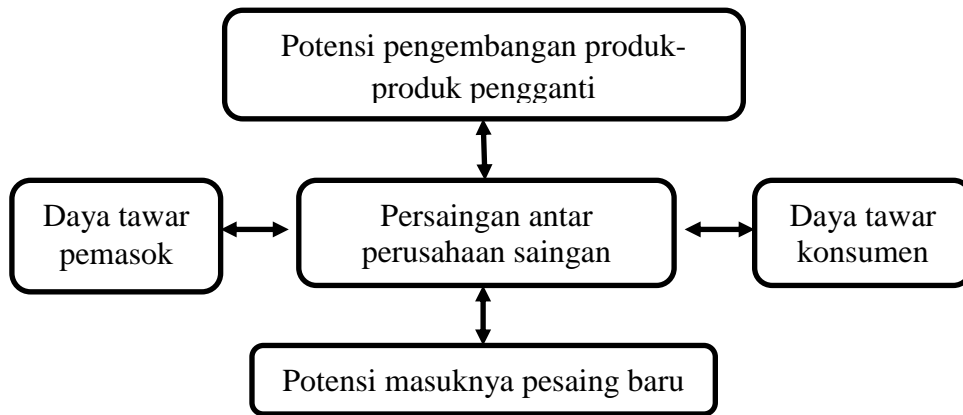 Potensi pengembangan produk-
produk pengganti
Daya tawar
pemasok
Persaingan antar
perusahaan saingan
Daya tawar
konsumen
Potensi masuknya pesaing baru